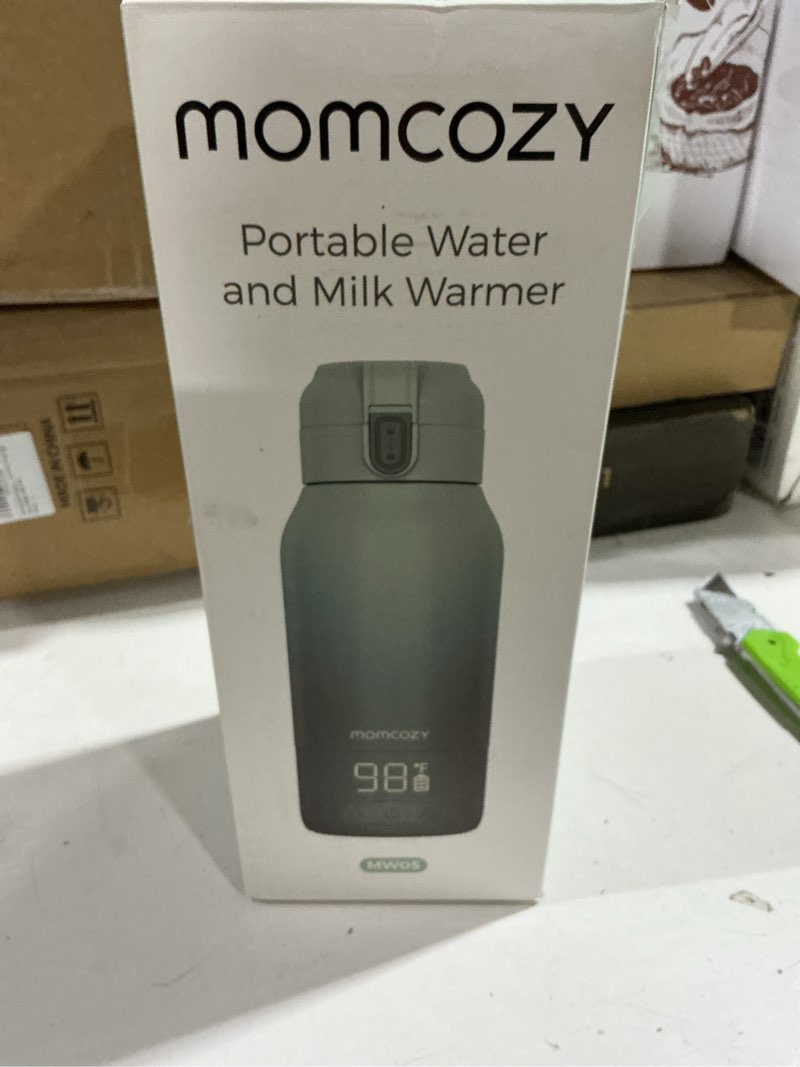 momcozy
Portable Water
and Milk Warmer
momcozy
98°F
MW05
MADE IN CHINA